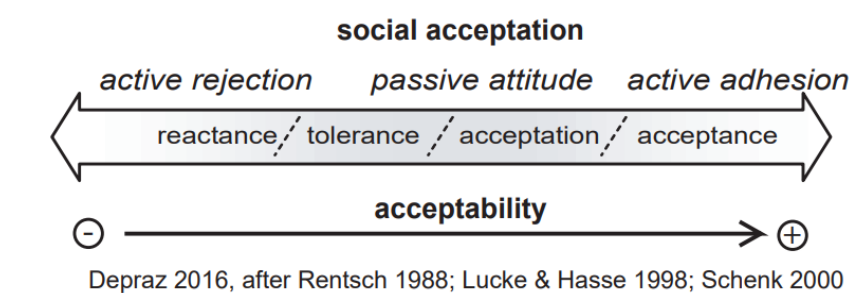 social acceptation
active rejection passive attitude active adhesion
reactance / tolerance / acceptation / acceptance
acceptability
- +
Depraz 2016, after Rentsch 1988; Lucke & Hasse 1998; Schenk 2000